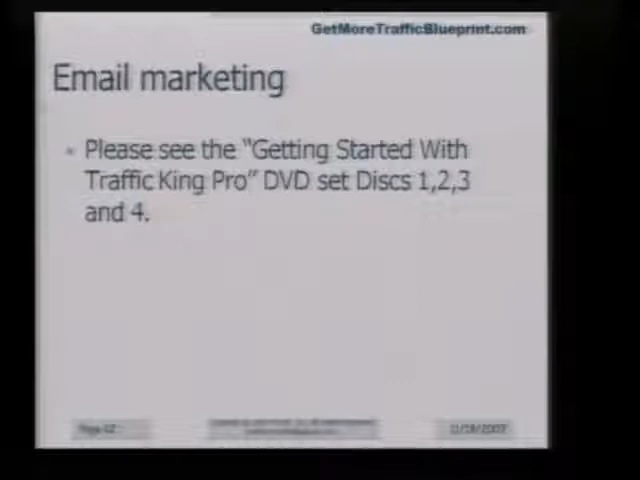 GetMoreTrafficBlueprint.com
Email marketing
Please see the "Getting Started With
Traffic King Pro" DVD set Discs 1,2,3
and 4.